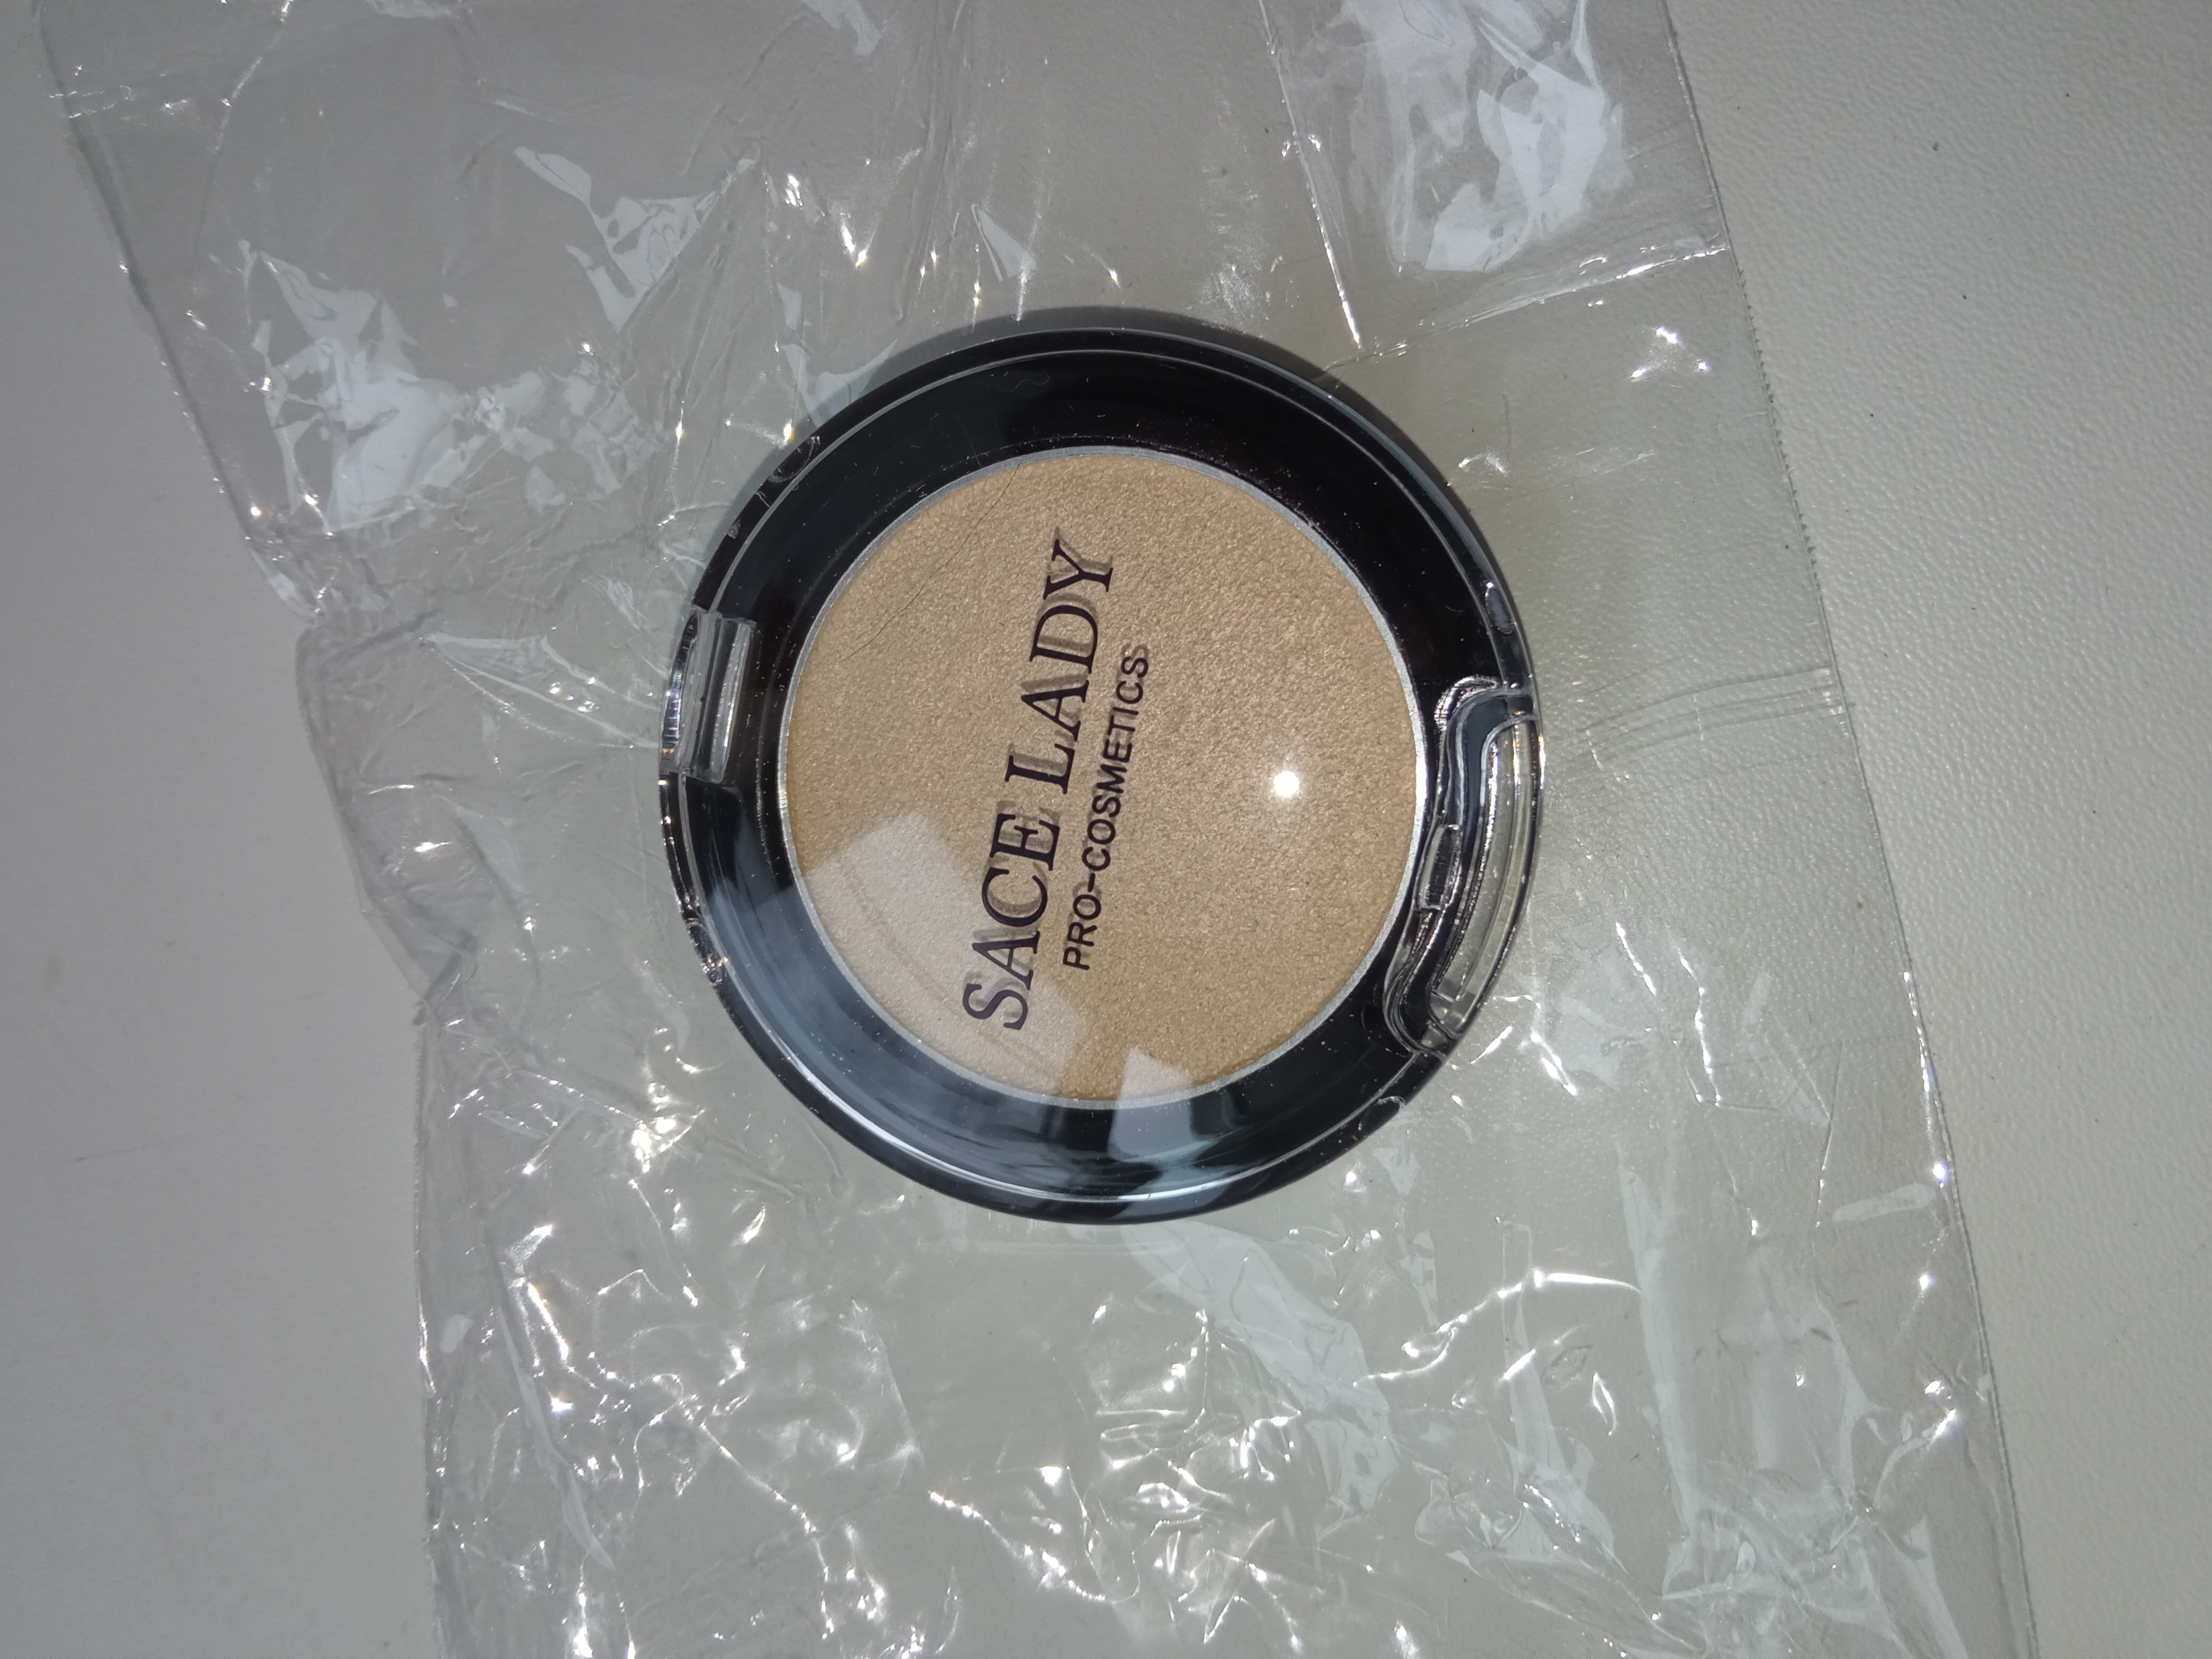 SACE LADY
PRO-COSMETICS